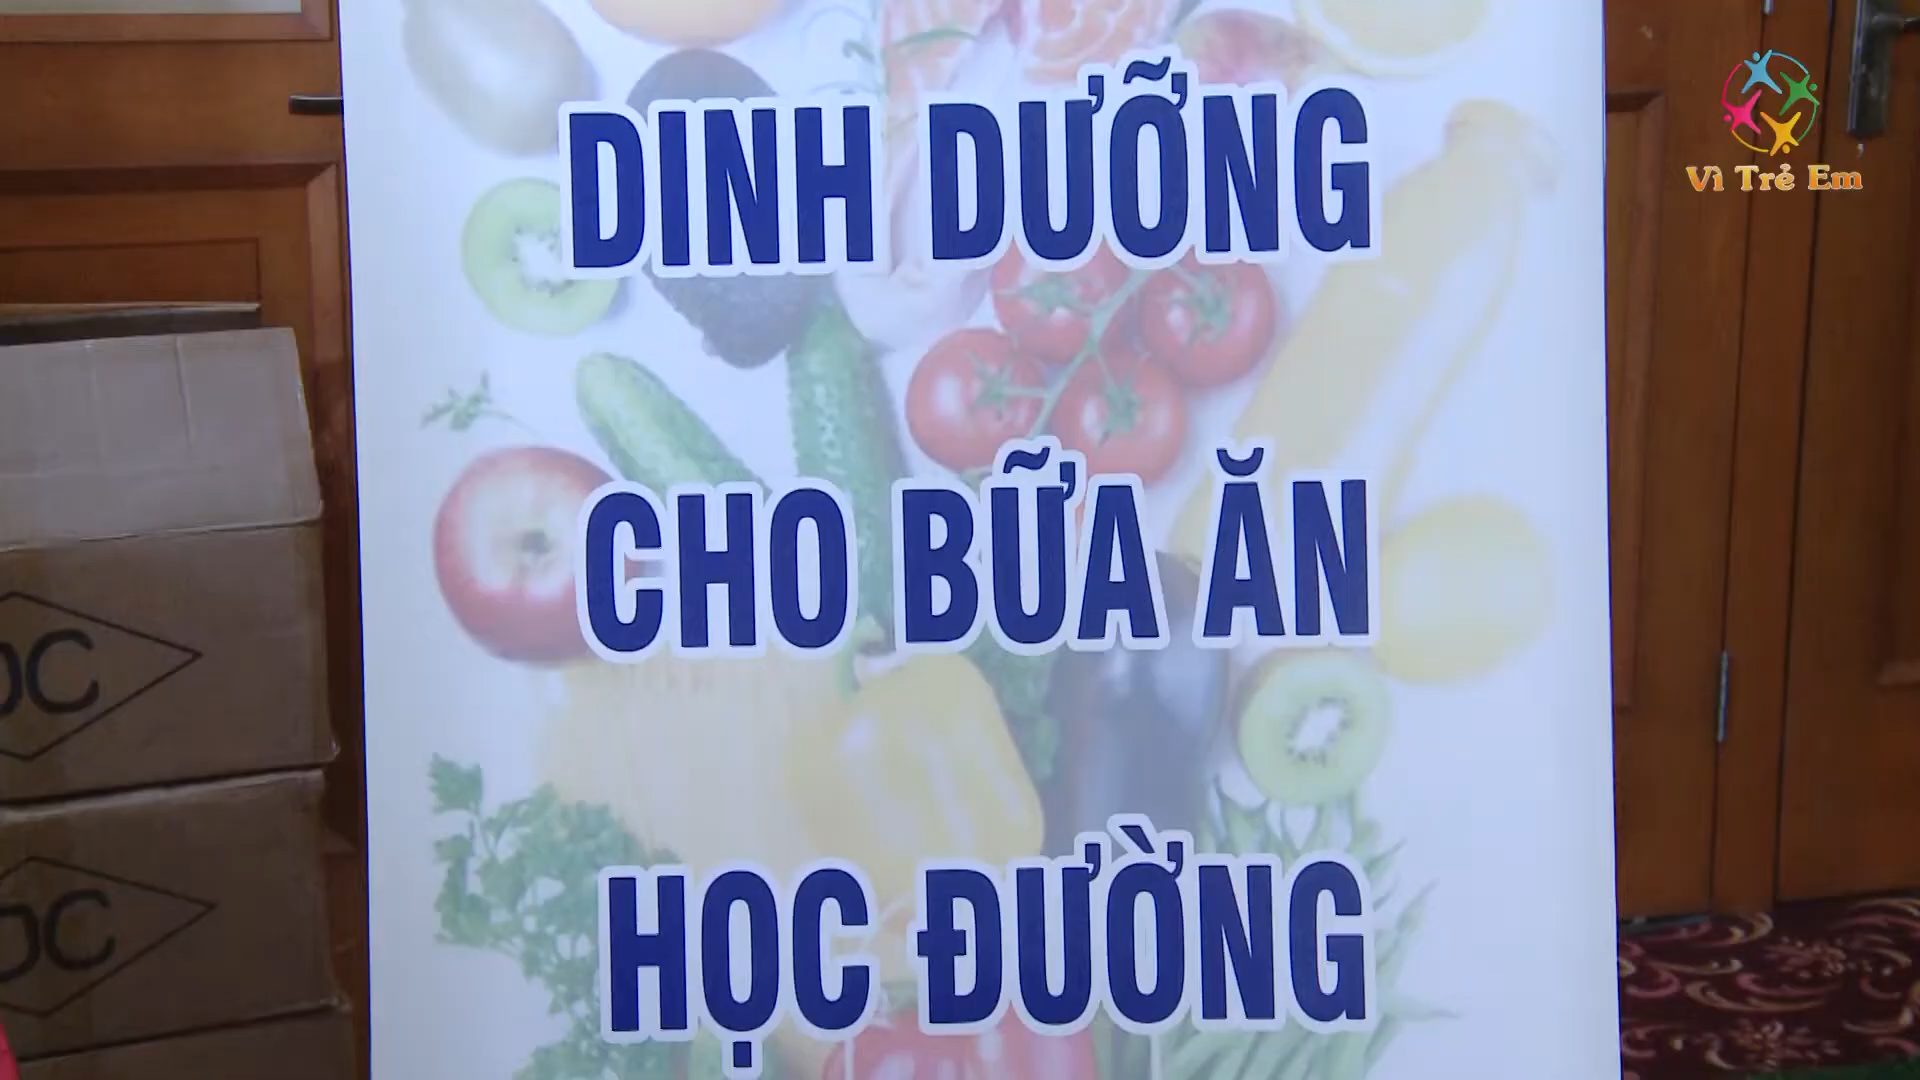 Vì Trẻ Em
DINH DƯỠNG
CHO BỮA ĂN
HỌC ĐƯỜNG